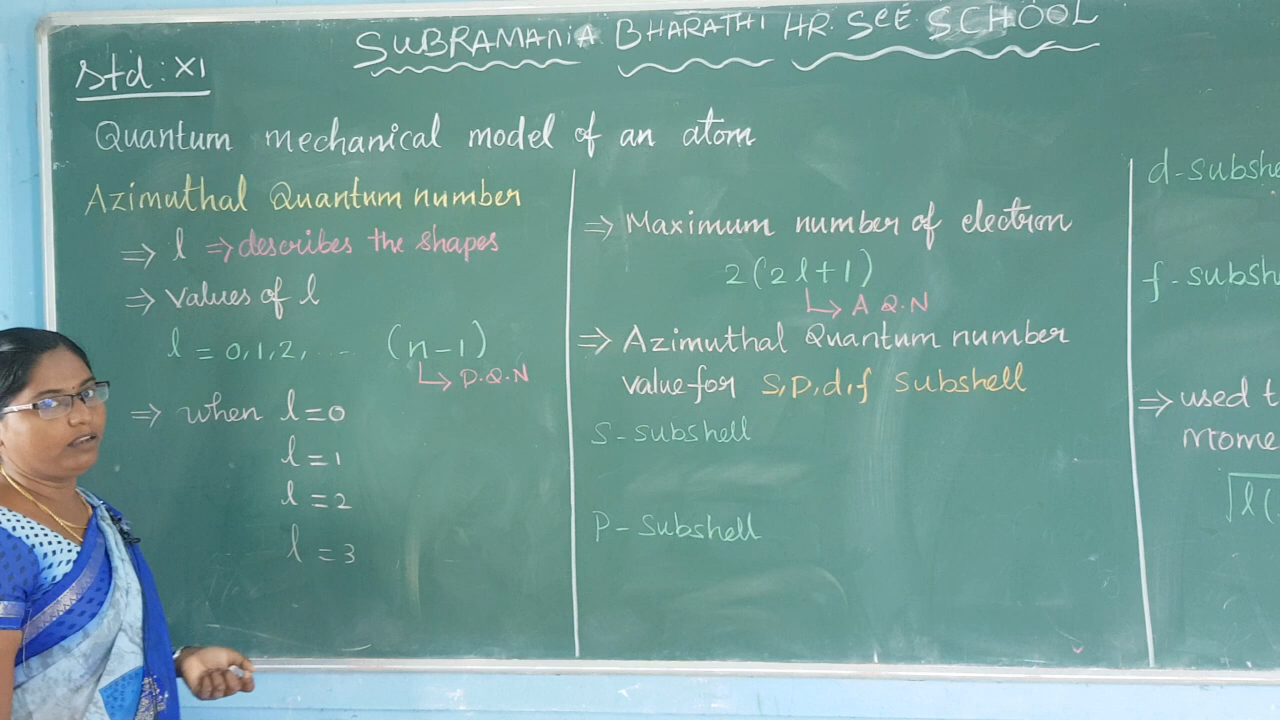 SUBRAMANIA BHARATHI HR. SEE SCHOOL
Std: XI
Quantum mechanical model of an atom
Azimuthal Quantum number
⇒ l ⇒ describes the shapes
⇒ Values of l
l = 0, 1, 2, .... (n-1)
↳ P.Q.N
⇒ when l = 0
l = 1
l = 2
l = 3
⇒ Maximum number of electron
2(2l+1)
↳ A Q.N
⇒ Azimuthal Quantum number
value for s, p, d, f subshell
S-subshell
P-subshell
d-subshe
f-subsh
⇒ used t
Mome
√l(